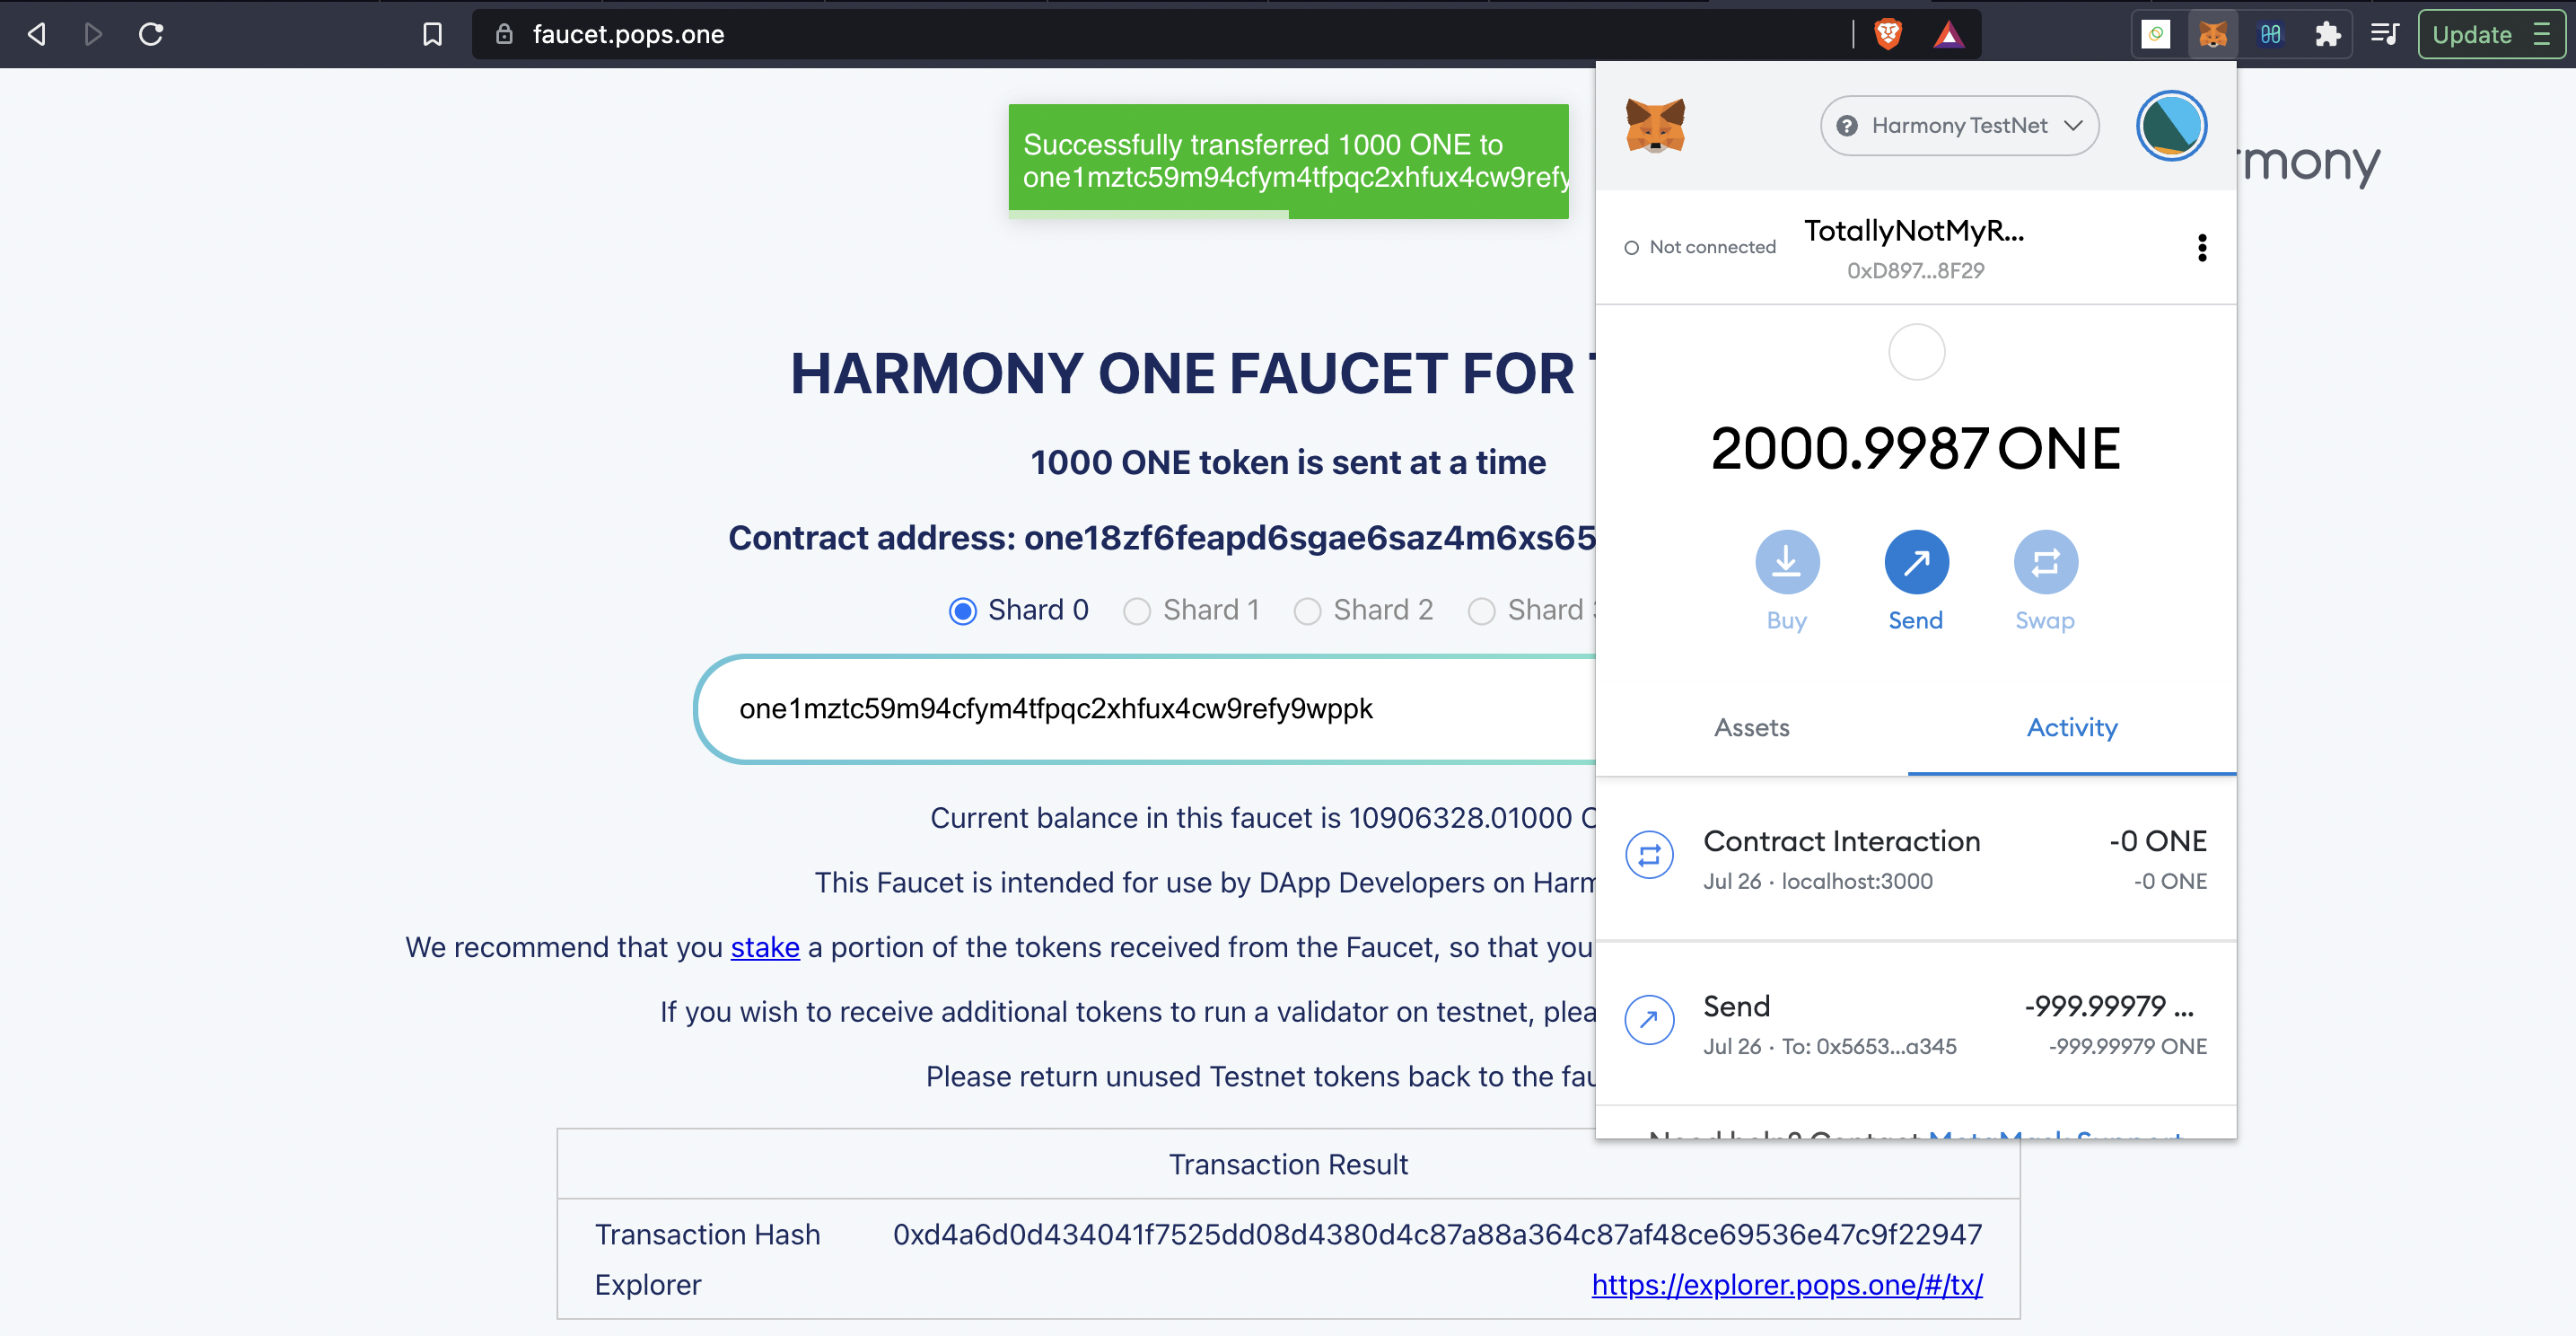 faucet.pops.one
Update
Successfully transferred 1000 ONE to
one1mztc59m94cfym4tfpqc2xhfux4cw9refy
Harmony TestNet
rmony
Not connected
TotallyNotMyR...
0xD897...8F29
HARMONY ONE FAUCET FOR
2000.9987 ONE
1000 ONE token is sent at a time
Contract address: one18zf6feapd6sgae6saz4m6xs65
Shard 0 Shard 1 Shard 2 Shard
Buy Send Swap
one1mztc59m94cfym4tfpqc2xhfux4cw9refy9wppk
Assets Activity
Current balance in this faucet is 10906328.01000
Contract Interaction -0 ONE
Jul 26 · localhost:3000 -0 ONE
This Faucet is intended for use by DApp Developers on Harm
We recommend that you stake a portion of the tokens received from the Faucet, so that you
Send -999.99979 ...
Jul 26 · To: 0x5653...a345 -999.99979 ONE
If you wish to receive additional tokens to run a validator on testnet, plea
Please return unused Testnet tokens back to the fau
Need help? Contact MetaMask Support
Transaction Result
Transaction Hash 0xd4a6d0d434041f7525dd08d4380d4c87a88a364c87af48ce69536e47c9f22947
Explorer https://explorer.pops.one/#/tx/